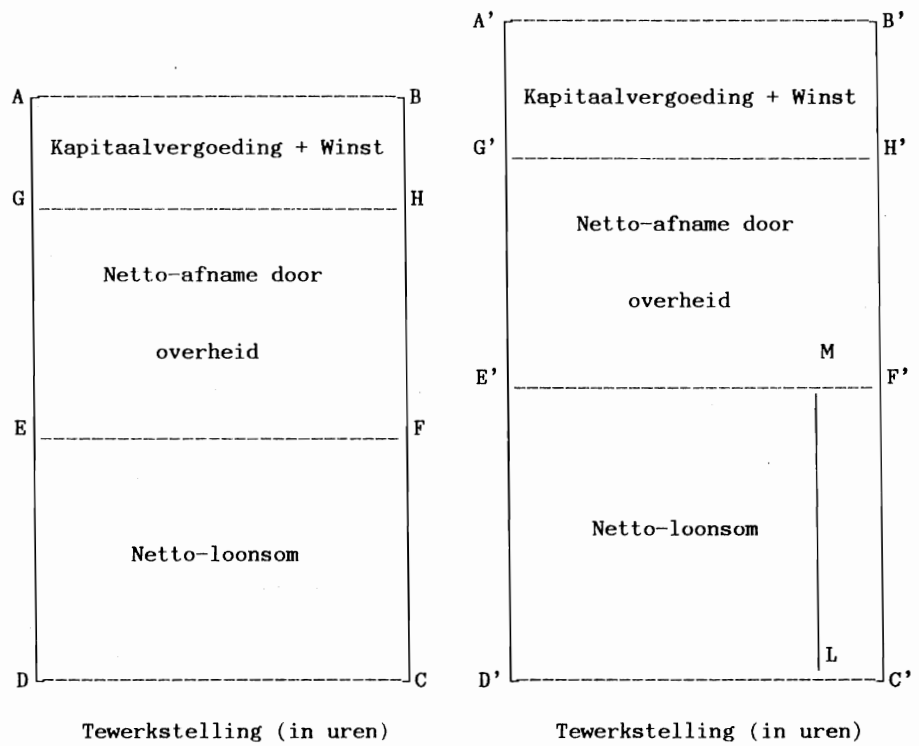 A B
Kapitaalvergoeding + Winst
G H
Netto-afname door
overheid
E F
Netto-loonsom
D C
Tewerkstelling (in uren)
A' B'
Kapitaalvergoeding + Winst
G' H'
Netto-afname door
overheid
M
E' F'
Netto-loonsom
L
D' C'
Tewerkstelling (in uren)